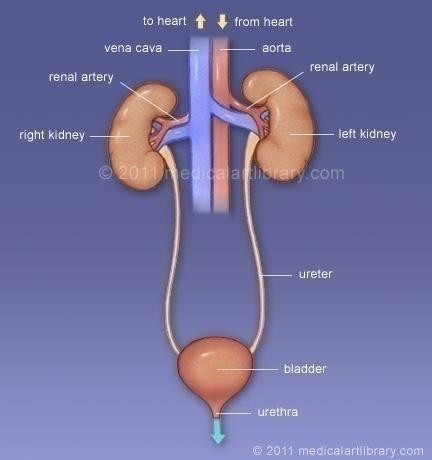 to heart from heart
vena cava aorta
renal artery renal artery
right kidney left kidney
© 2011 medicalartlibrary.com
ureter
bladder
urethra
© 2011 medicalartlibrary.com